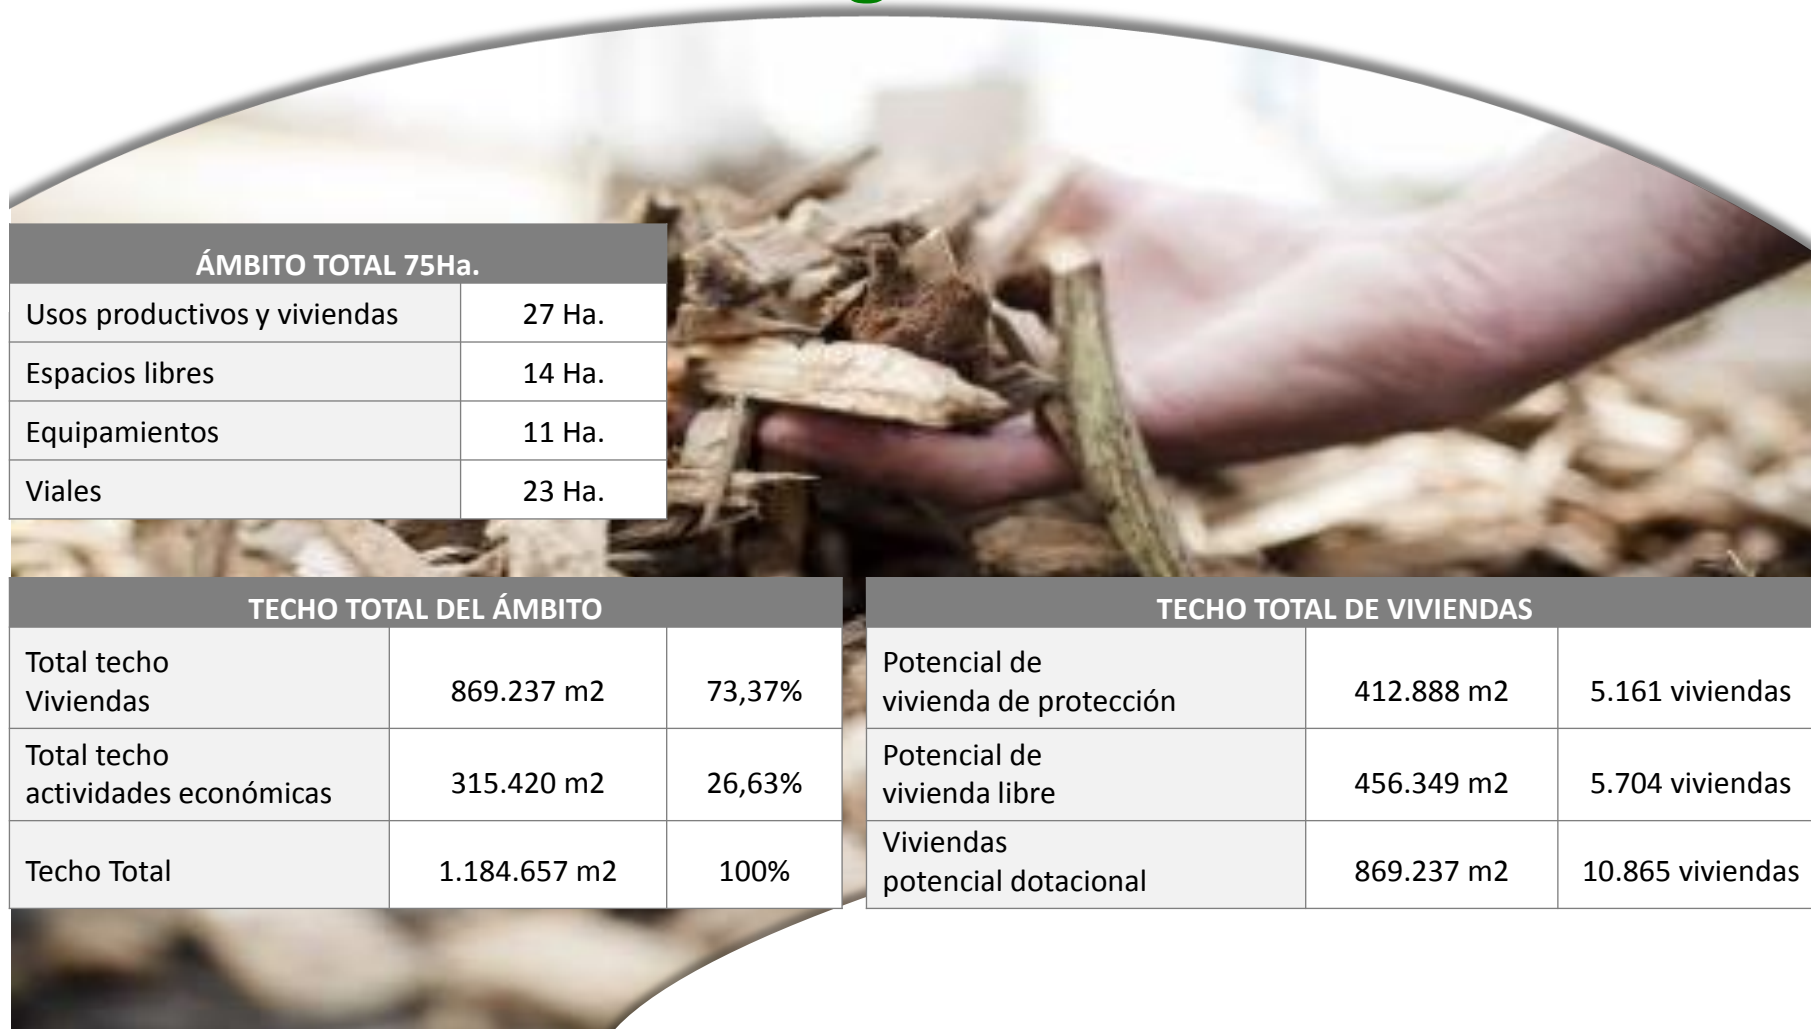 ÁMBITO TOTAL 75Ha.
Usos productivos y viviendas 27 Ha.
Espacios libres 14 Ha.
Equipamientos 11 Ha.
Viales 23 Ha.
TECHO TOTAL DEL ÁMBITO
Total techo
Viviendas 869.237 m2 73,37%
Total techo
actividades económicas 315.420 m2 26,63%
Techo Total 1.184.657 m2 100%
TECHO TOTAL DE VIVIENDAS
Potencial de
vivienda de protección 412.888 m2 5.161 viviendas
Potencial de
vivienda libre 456.349 m2 5.704 viviendas
Viviendas
potencial dotacional 869.237 m2 10.865 viviendas